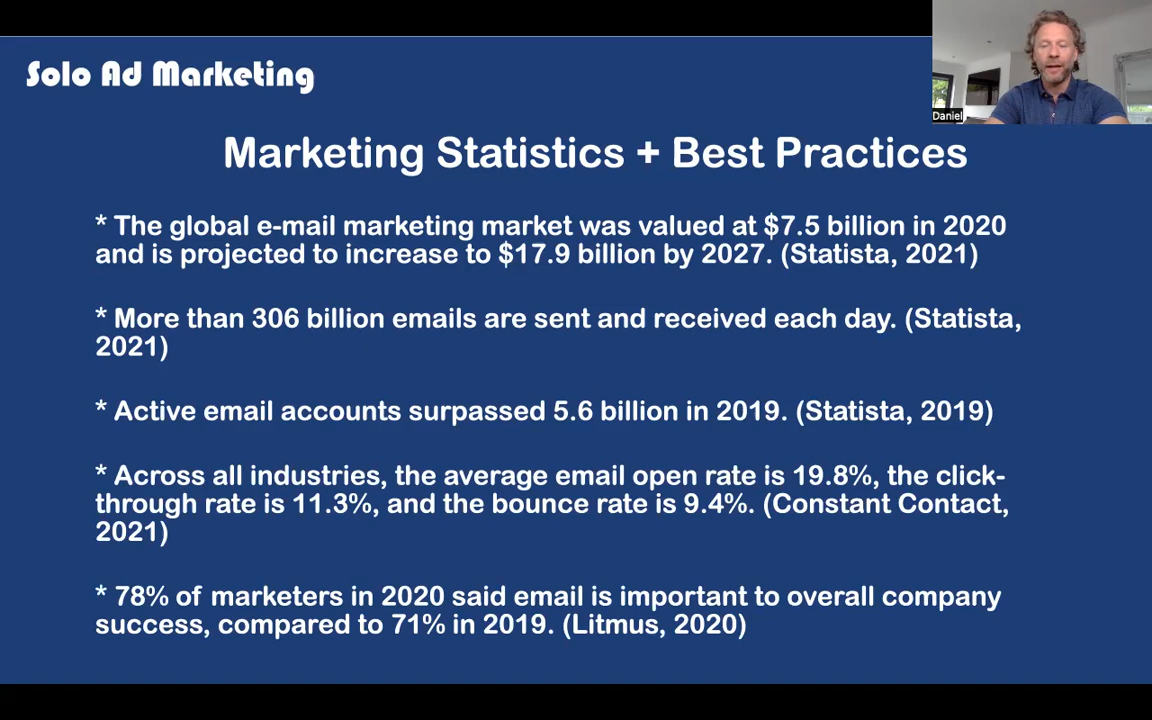 Solo Ad Marketing
Daniel
Marketing Statistics + Best Practices
* The global e-mail marketing market was valued at $7.5 billion in 2020
and is projected to increase to $17.9 billion by 2027. (Statista, 2021)
* More than 306 billion emails are sent and received each day. (Statista,
2021)
* Active email accounts surpassed 5.6 billion in 2019. (Statista, 2019)
* Across all industries, the average email open rate is 19.8%, the click-
through rate is 11.3%, and the bounce rate is 9.4%. (Constant Contact,
2021)
* 78% of marketers in 2020 said email is important to overall company
success, compared to 71% in 2019. (Litmus, 2020)